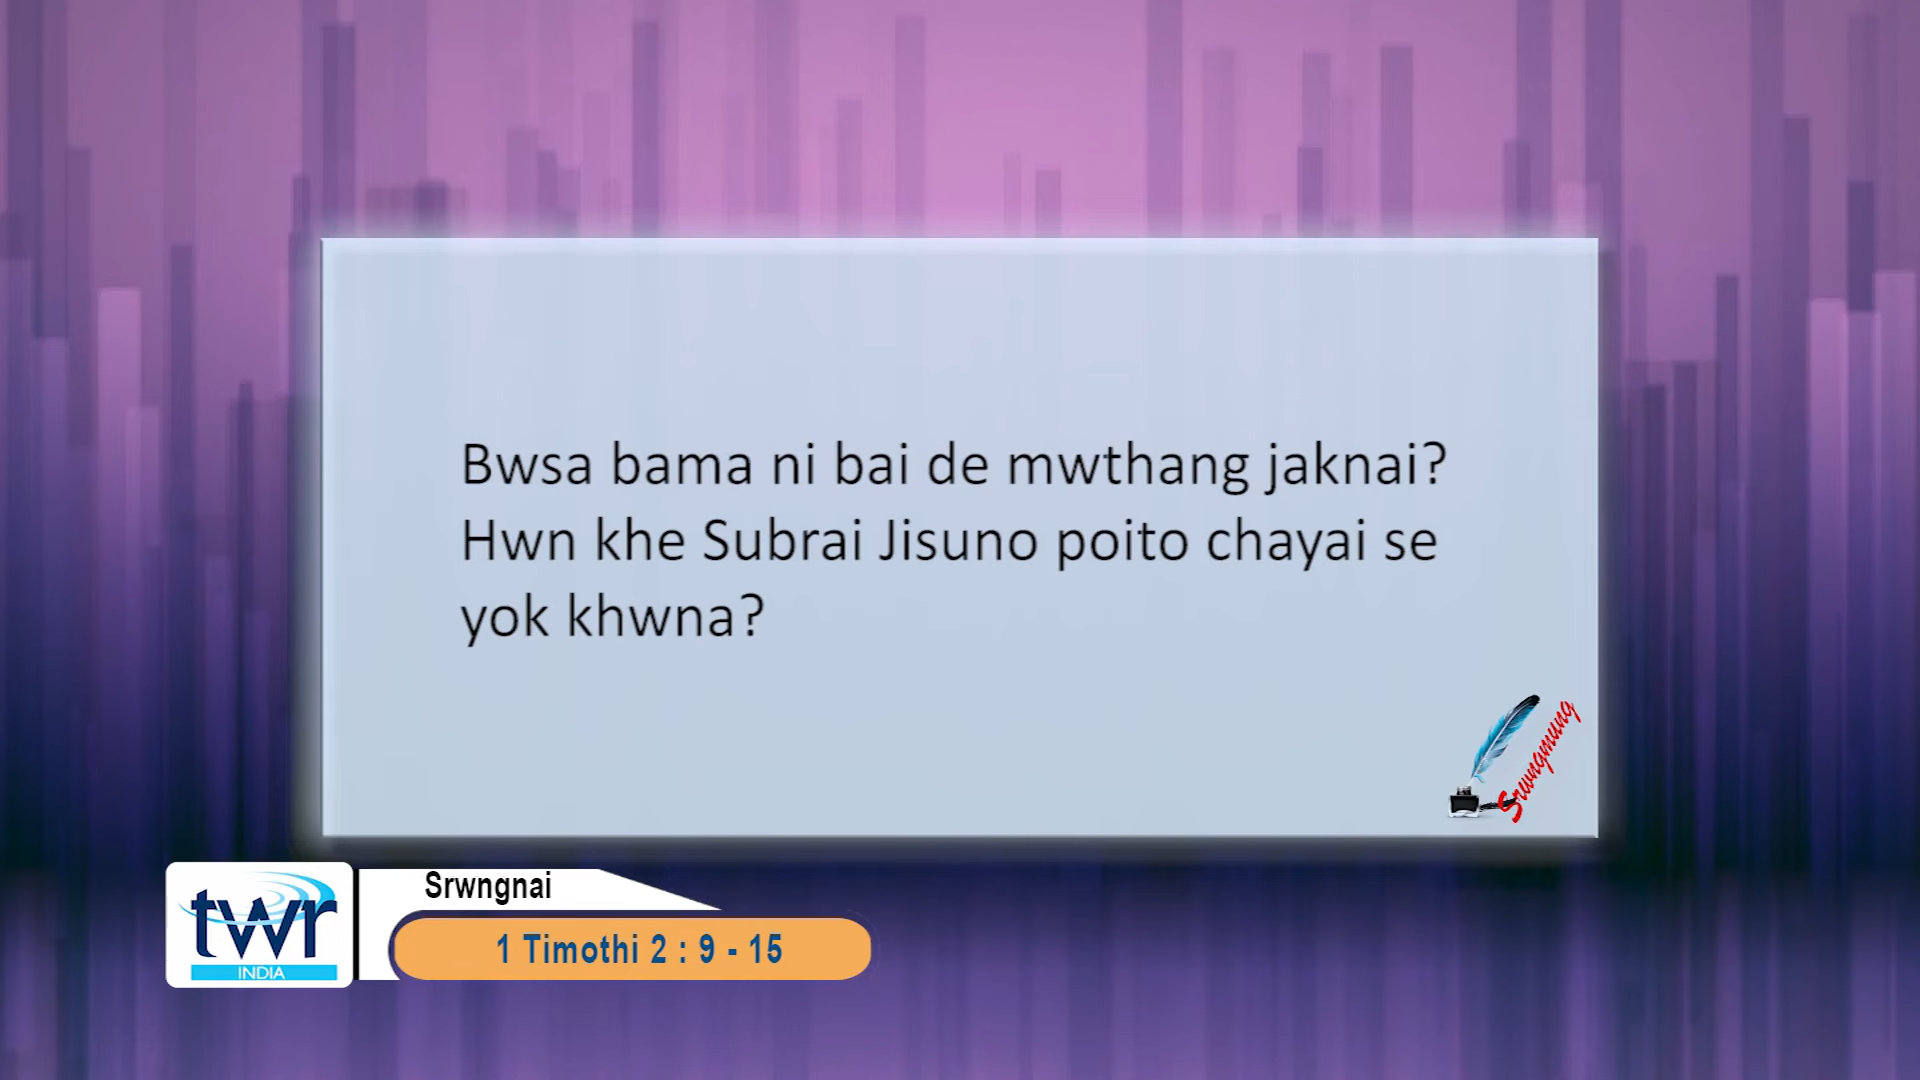 Bwsa bama ni bai de mwthang jaknai?
Hwn khe Subrai Jisuno poito chayai se
yok khwna?
Srwngmung
twr
INDIA
Srwngnai
1 Timothi 2 : 9 - 15